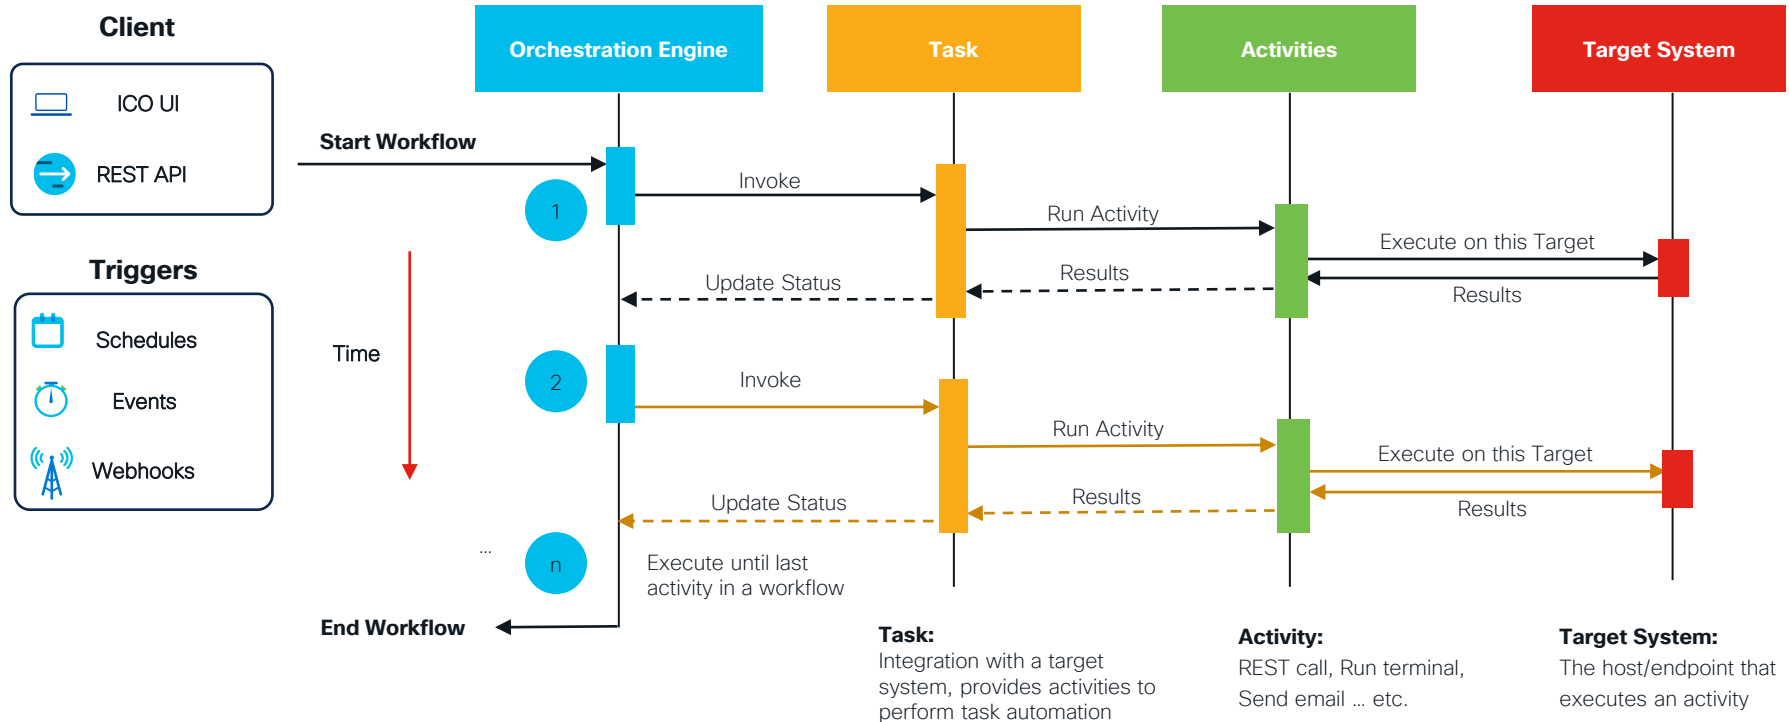 Client
ICO UI
REST API
Triggers
Schedules
Events
Webhooks
Orchestration Engine
Task
Activities
Target System
Start Workflow
1
Invoke
Run Activity
Execute on this Target
Results
Results
Update Status
Time
2
Invoke
Run Activity
Execute on this Target
Results
Results
Update Status
...
n
Execute until last
activity in a workflow
End Workflow
Task:
Integration with a target
system, provides activities to
perform task automation
Activity:
REST call, Run terminal,
Send email ... etc.
Target System:
The host/endpoint that
executes an activity